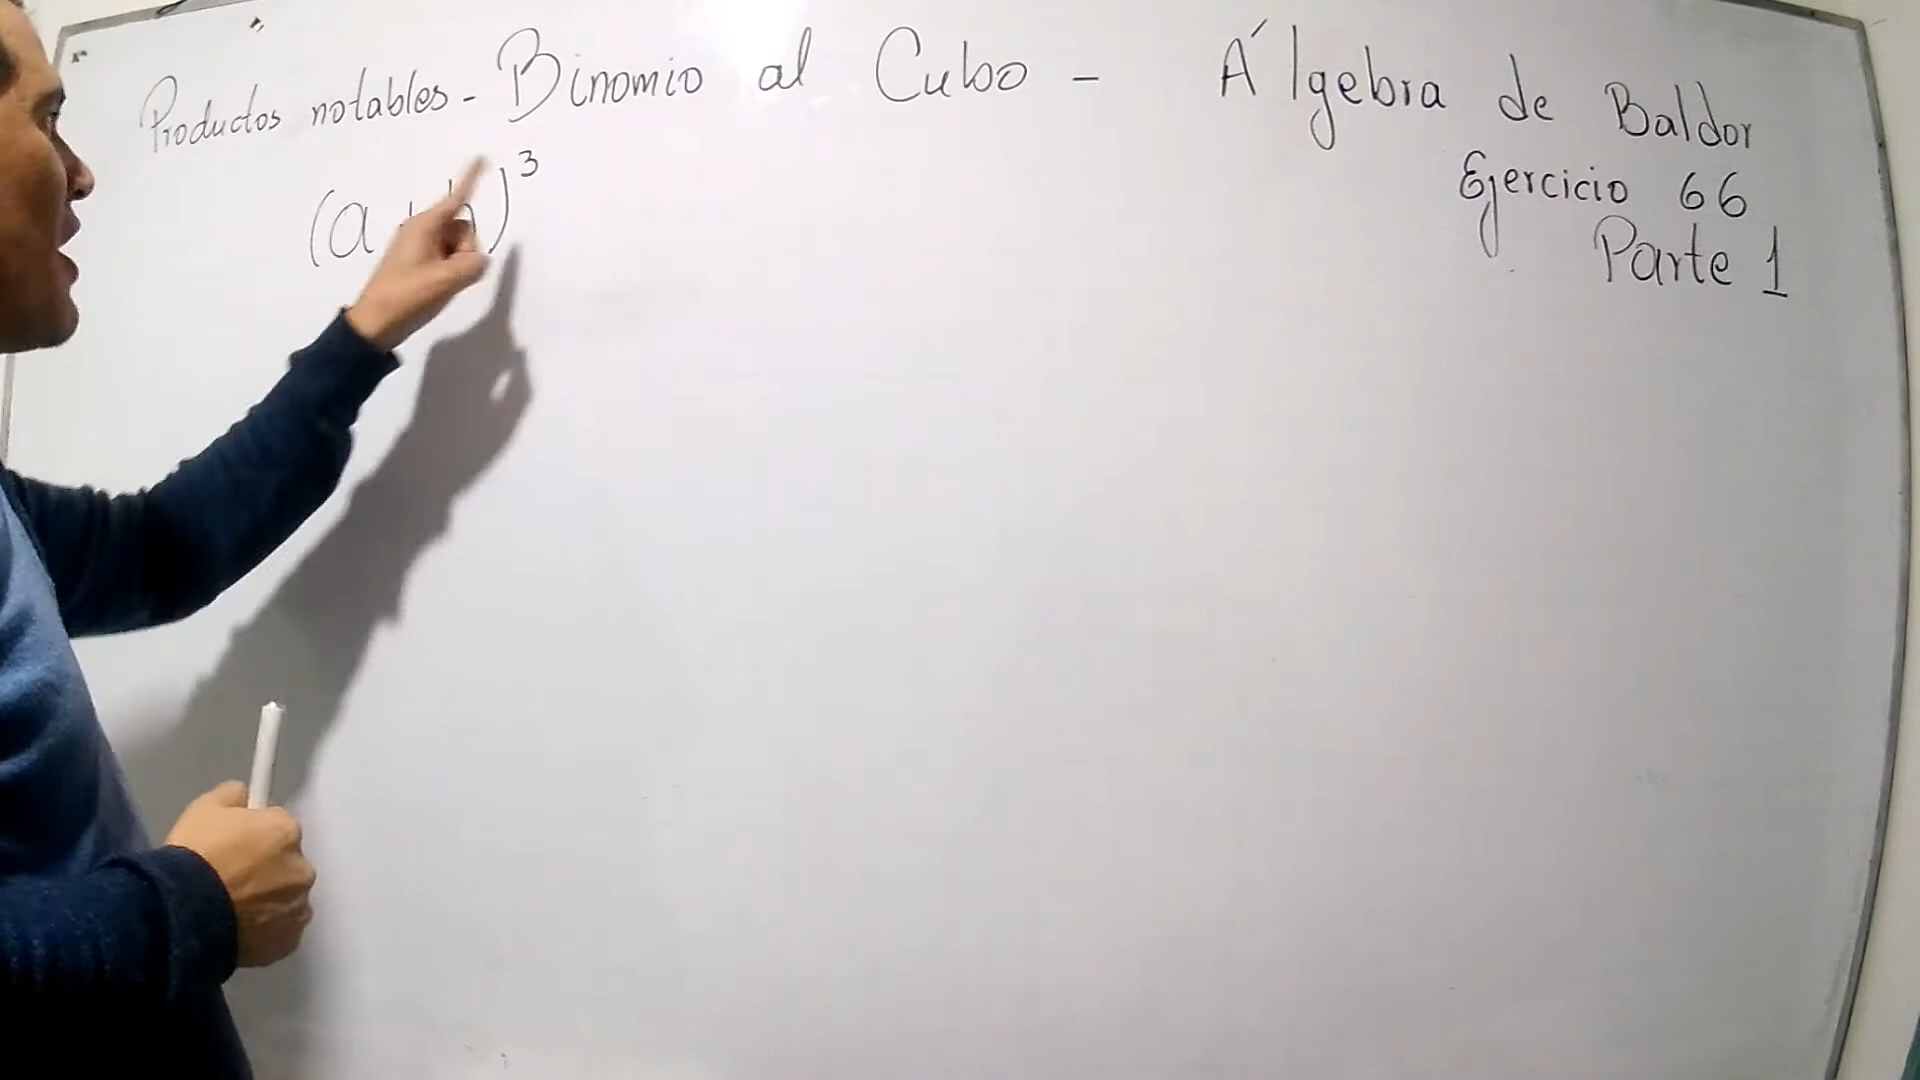 Productos notables - Binomio al Cubo - Álgebra de Baldor
Ejercicio 66
Parte 1
(a + b)³